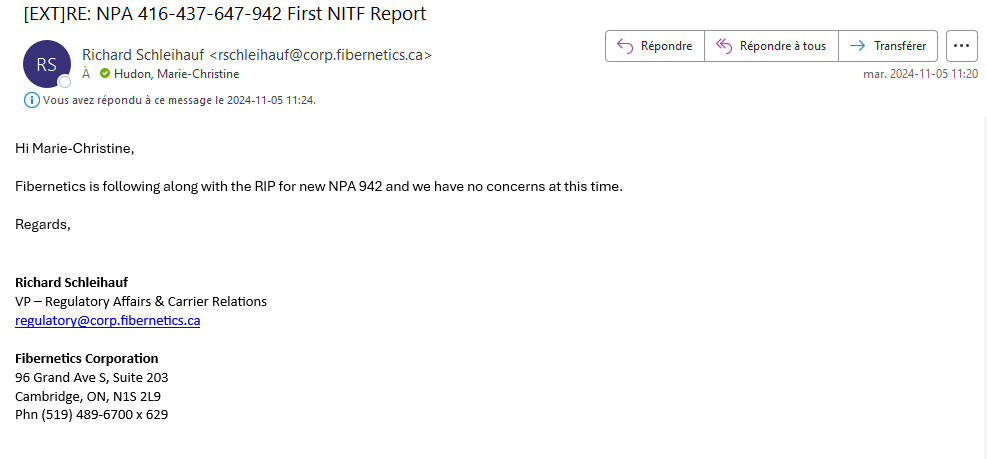 [EXT]RE: NPA 416-437-647-942 First NITF Report
RS
Richard Schleihauf <rschleihauf@corp.fibernetics.ca>
À Hudon, Marie-Christine
Répondre
Répondre à tous
Transférer
mar. 2024-11-05 11:20
Vous avez répondu à ce message le 2024-11-05 11:24.
Hi Marie-Christine,
Fibernetics is following along with the RIP for new NPA 942 and we have no concerns at this time.
Regards,
Richard Schleihauf
VP – Regulatory Affairs & Carrier Relations
regulatory@corp.fibernetics.ca
Fibernetics Corporation
96 Grand Ave S, Suite 203
Cambridge, ON, N1S 2L9
Phn (519) 489-6700 x 629